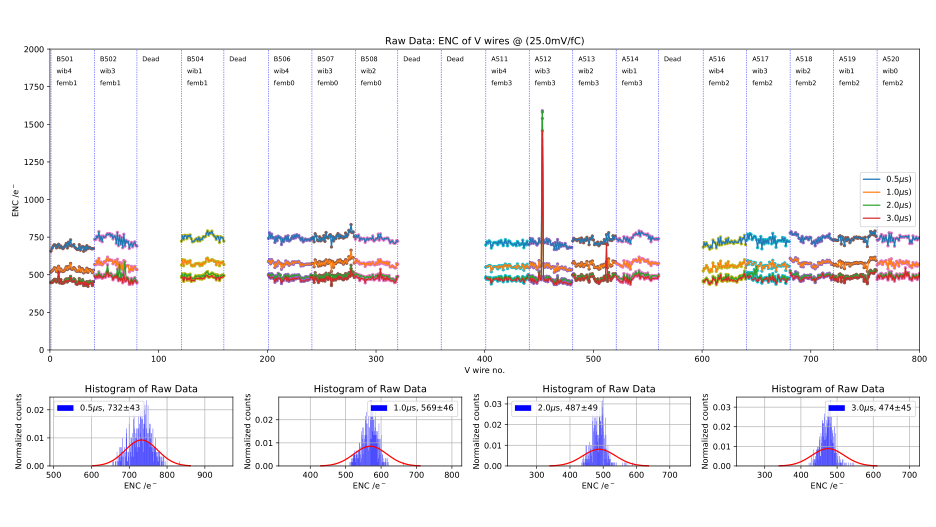 Raw Data: ENC of V wires @ (25.0mV/fC)
2000
1750
1500
1250
1000
750
500
250
0
ENC /e⁻
B501 wib4 femb1
B502 wib3 femb1
Dead
B504 wib1 femb1
Dead
B506 wib4 femb0
B507 wib3 femb0
B508 wib2 femb0
Dead
Dead
A511 wib4 femb3
A512 wib3 femb3
A513 wib2 femb3
A514 wib1 femb3
Dead
A516 wib4 femb2
A517 wib3 femb2
A518 wib2 femb2
A519 wib1 femb2
A520 wib0 femb2
0.5μs)
1.0μs)
2.0μs)
3.0μs)
0 100 200 300 400 500 600 700 800
V wire no.
Histogram of Raw Data
Normalized counts
0.02
0.01
0.00
0.5μs, 732±43
500 600 700 800 900
ENC /e⁻
Histogram of Raw Data
Normalized counts
0.03
0.02
0.01
0.00
1.0μs, 569±46
400 500 600 700 800
ENC /e⁻
Histogram of Raw Data
Normalized counts
0.03
0.02
0.01
0.00
2.0μs, 487±49
300 400 500 600 700
ENC /e⁻
Histogram of Raw Data
Normalized counts
0.03
0.02
0.01
0.00
3.0μs, 474±45
300 400 500 600 700
ENC /e⁻